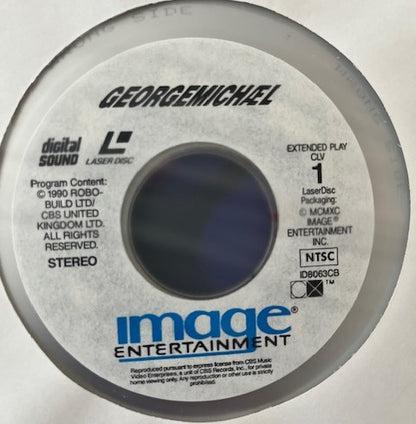 GEORGEMICHÆL
digital
SOUND
LASER DISC
Program Content:
© 1990 ROBO-
BUILD LTD/
CBS UNITED
KINGDOM LTD.
ALL RIGHTS
RESERVED.
STEREO
EXTENDED PLAY
CLV
1
LaserDisc
Packaging:
© MCMXC
IMAGE®
ENTERTAINMENT
INC.
NTSC
ID8063CB
TM
image®
ENTERTAINMENT
Reproduced pursuant to express license from CBS Music
Video Enterprises, a unit of CBS Records, Inc., for private
home viewing only. Any reproduction or other use is strictly
prohibited.